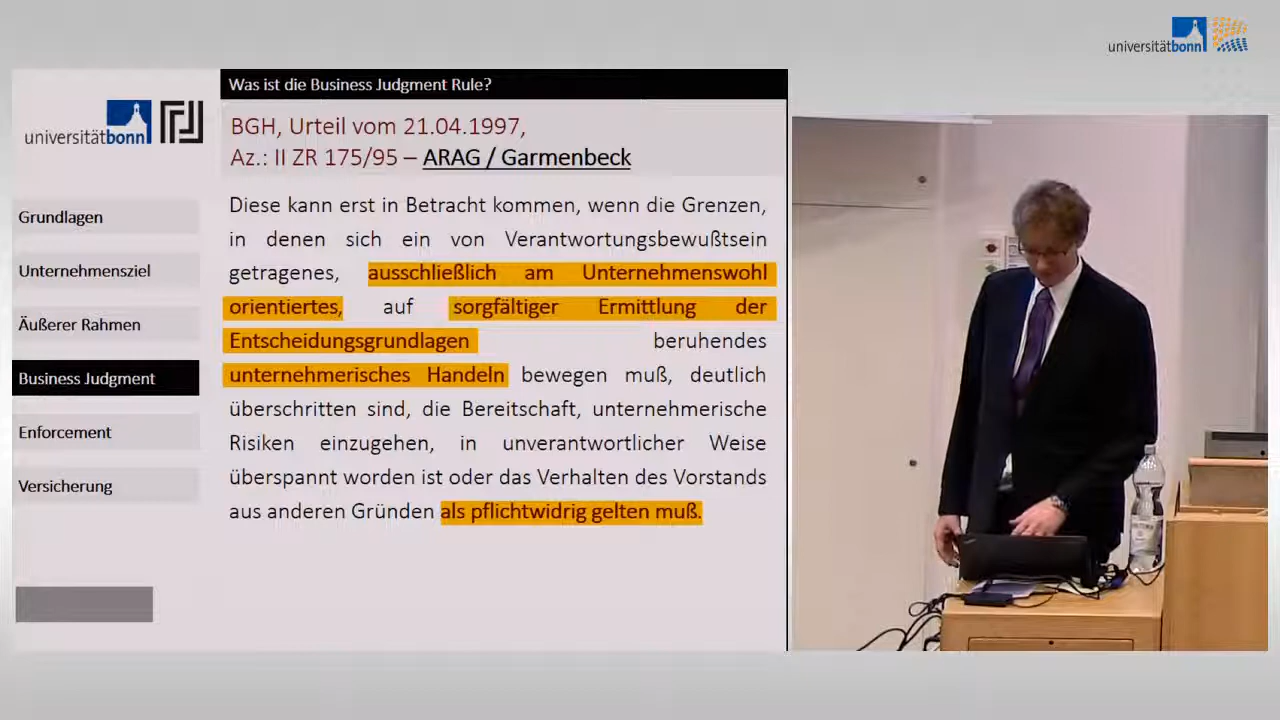 universitätbonn
Was ist die Business Judgment Rule?
universitätbonn
BGH, Urteil vom 21.04.1997,
Az.: II ZR 175/95 – ARAG / Garmenbeck
Diese kann erst in Betracht kommen, wenn die Grenzen,
in denen sich ein von Verantwortungsbewußtsein
getragenes, ausschließlich am Unternehmenswohl
orientiertes, auf sorgfältiger Ermittlung der
Entscheidungsgrundlagen beruhendes
unternehmerisches Handeln bewegen muß, deutlich
überschritten sind, die Bereitschaft, unternehmerische
Risiken einzugehen, in unverantwortlicher Weise
überspannt worden ist oder das Verhalten des Vorstands
aus anderen Gründen als pflichtwidrig gelten muß.
Grundlagen
Unternehmensziel
Äußerer Rahmen
Business Judgment
Enforcement
Versicherung